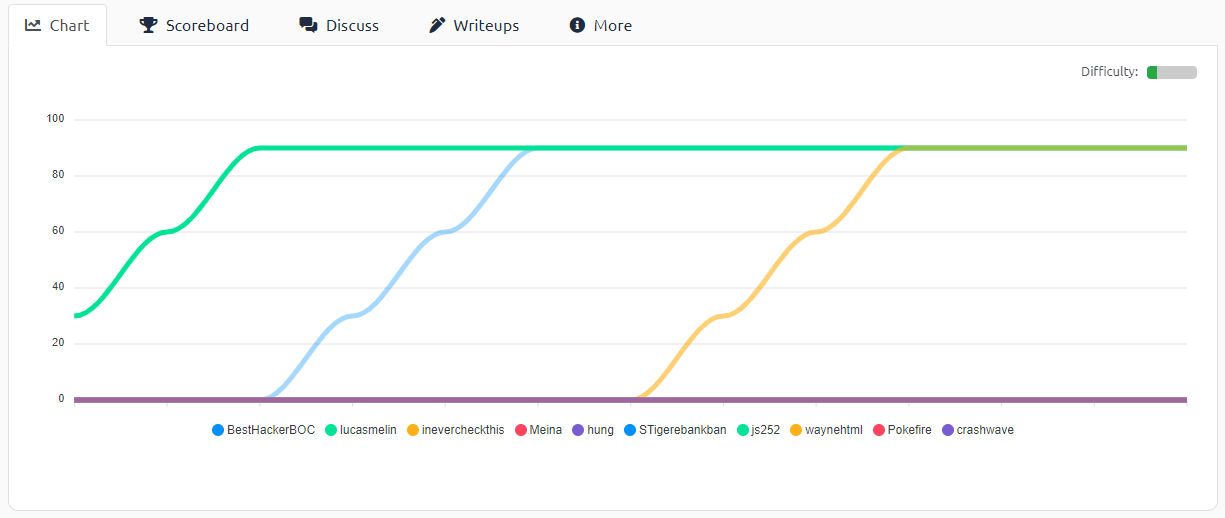 Chart Scoreboard Discuss Writeups More
Difficulty:
100
80
60
40
20
0
BestHackerBOC lucasmelin inevercheckthis Meina hung STigerebankban js252 waynehtml Pokefire crashwave